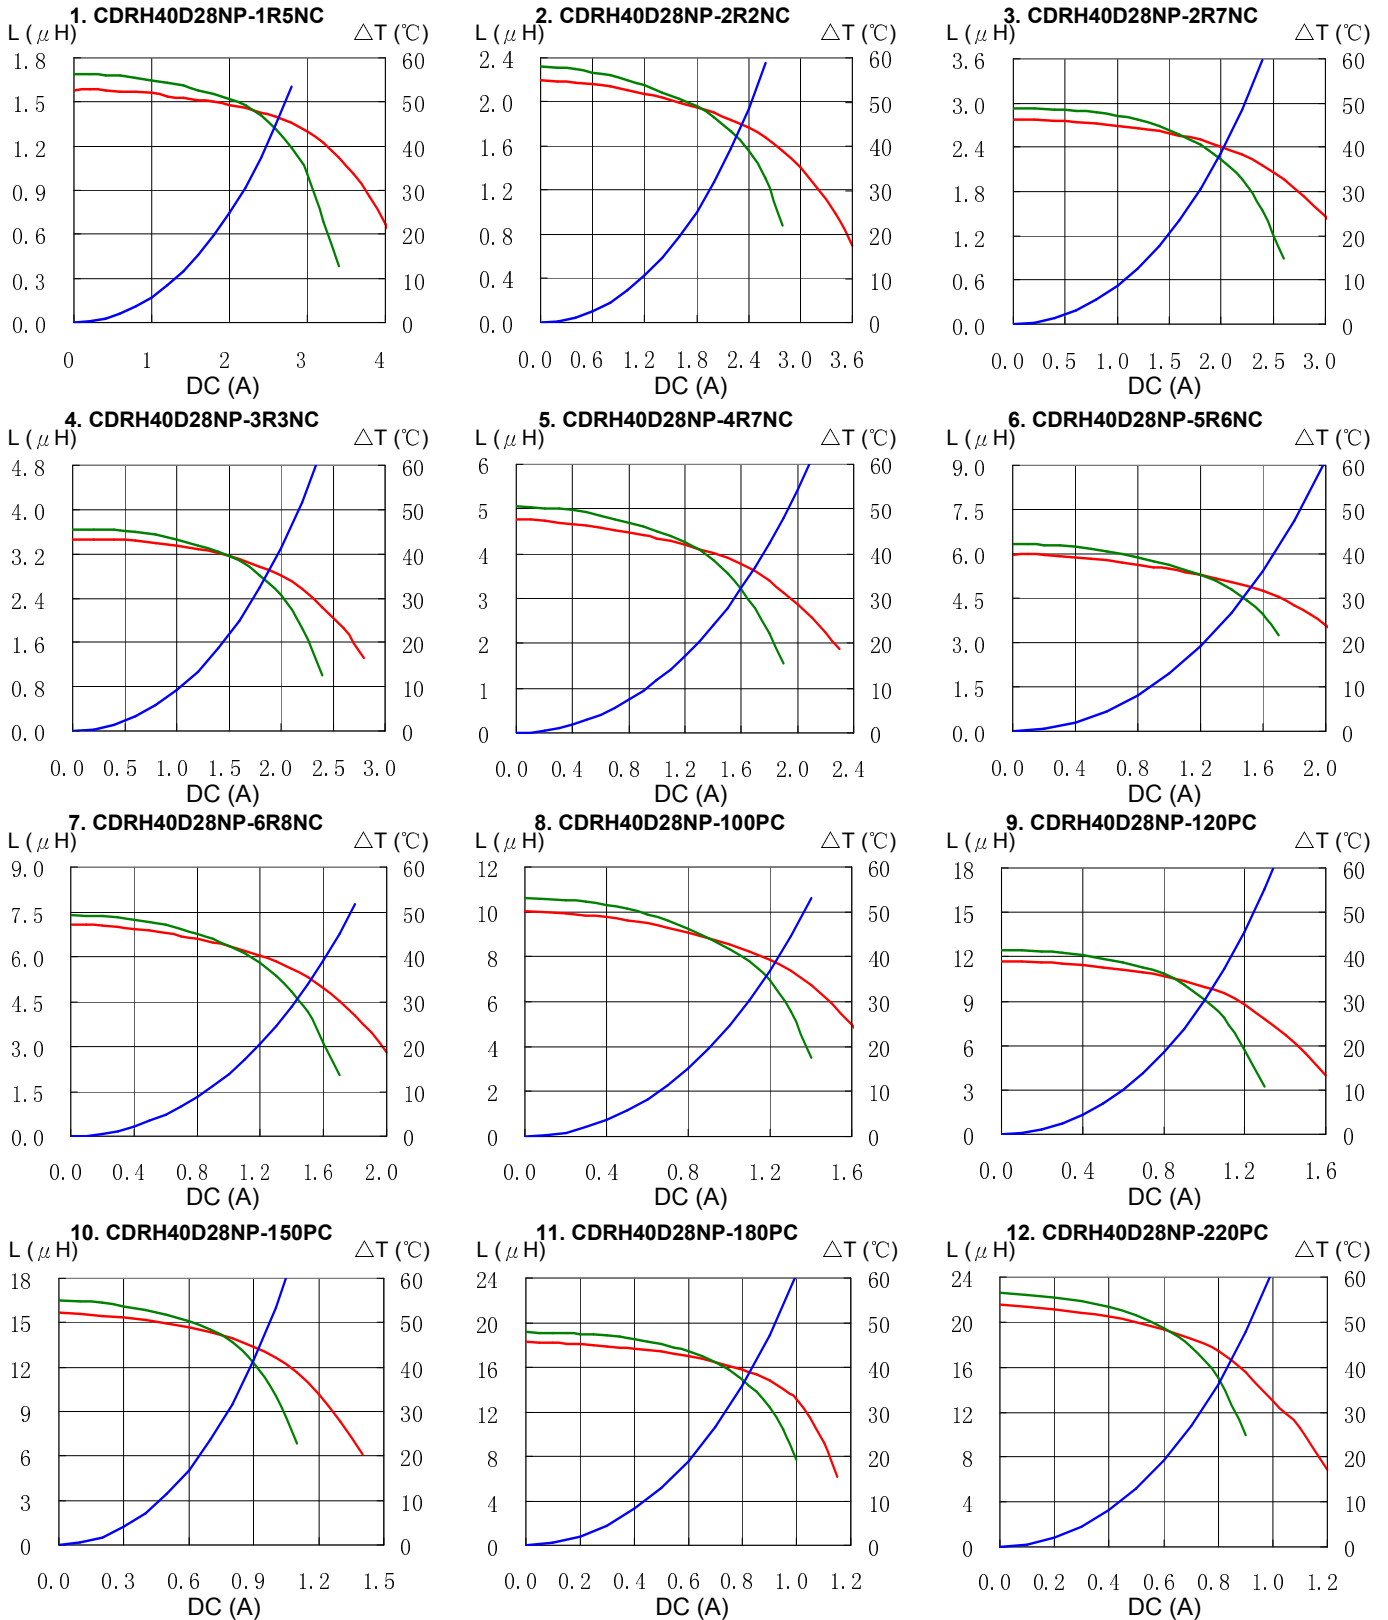 1. CDRH40D28NP-1R5NC
L (μH) △T (℃)
1.8 60
1.5 50
1.2 40
0.9 30
0.6 20
0.3 10
0.0 0
0 1 2 3 4
DC (A)
2. CDRH40D28NP-2R2NC
L (μH) △T (℃)
2.4 60
2.0 50
1.6 40
1.2 30
0.8 20
0.4 10
0.0 0
0.0 0.6 1.2 1.8 2.4 3.0 3.6
DC (A)
3. CDRH40D28NP-2R7NC
L (μH) △T (℃)
3.6 60
3.0 50
2.4 40
1.8 30
1.2 20
0.6 10
0.0 0
0.0 0.5 1.0 1.5 2.0 2.5 3.0
DC (A)
4. CDRH40D28NP-3R3NC
L (μH) △T (℃)
4.8 60
4.0 50
3.2 40
2.4 30
1.6 20
0.8 10
0.0 0
0.0 0.5 1.0 1.5 2.0 2.5 3.0
DC (A)
5. CDRH40D28NP-4R7NC
L (μH) △T (℃)
6 60
5 50
4 40
3 30
2 20
1 10
0 0
0.0 0.4 0.8 1.2 1.6 2.0 2.4
DC (A)
6. CDRH40D28NP-5R6NC
L (μH) △T (℃)
9.0 60
7.5 50
6.0 40
4.5 30
3.0 20
1.5 10
0.0 0
0.0 0.4 0.8 1.2 1.6 2.0
DC (A)
7. CDRH40D28NP-6R8NC
L (μH) △T (℃)
9.0 60
7.5 50
6.0 40
4.5 30
3.0 20
1.5 10
0.0 0
0.0 0.4 0.8 1.2 1.6 2.0
DC (A)
8. CDRH40D28NP-100PC
L (μH) △T (℃)
12 60
10 50
8 40
6 30
4 20
2 10
0 0
0.0 0.4 0.8 1.2 1.6
DC (A)
9. CDRH40D28NP-120PC
L (μH) △T (℃)
18 60
15 50
12 40
9 30
6 20
3 10
0 0
0.0 0.4 0.8 1.2 1.6
DC (A)
10. CDRH40D28NP-150PC
L (μH) △T (℃)
18 60
15 50
12 40
9 30
6 20
3 10
0 0
0.0 0.3 0.6 0.9 1.2 1.5
DC (A)
11. CDRH40D28NP-180PC
L (μH) △T (℃)
24 60
20 50
16 40
12 30
8 20
4 10
0 0
0.0 0.2 0.4 0.6 0.8 1.0 1.2
DC (A)
12. CDRH40D28NP-220PC
L (μH) △T (℃)
24 60
20 50
16 40
12 30
8 20
4 10
0 0
0.0 0.2 0.4 0.6 0.8 1.0 1.2
DC (A)